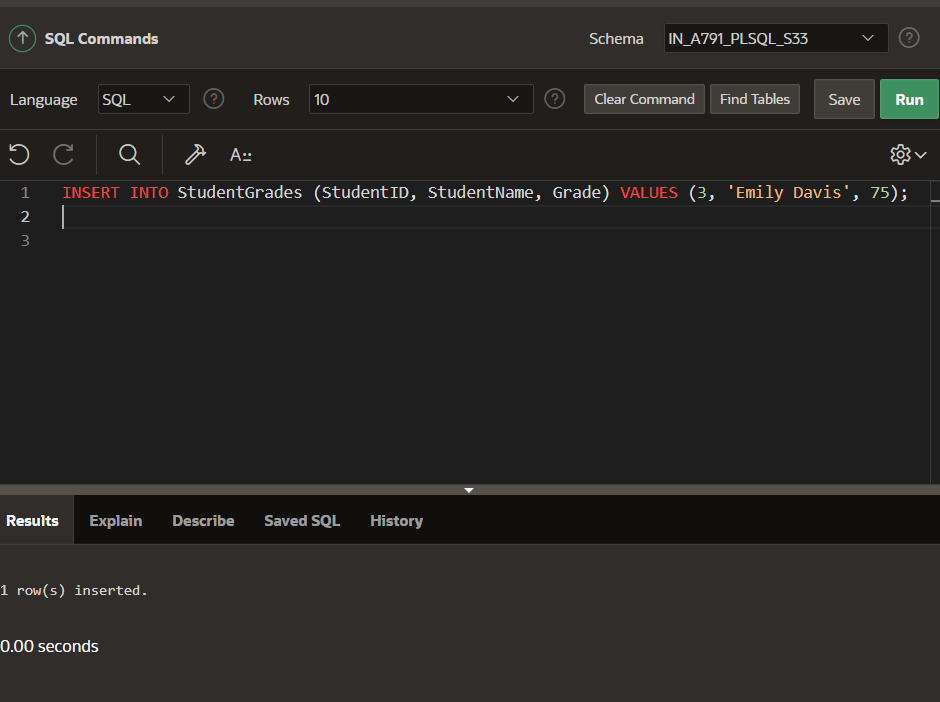 SQL Commands Schema IN_A791_PLSQL_S33 ?
Language SQL ? Rows 10 ? Clear Command Find Tables Save Run
A::
1 INSERT INTO StudentGrades (StudentID, StudentName, Grade) VALUES (3, 'Emily Davis', 75);
2
3
Results Explain Describe Saved SQL History
1 row(s) inserted.
0.00 seconds